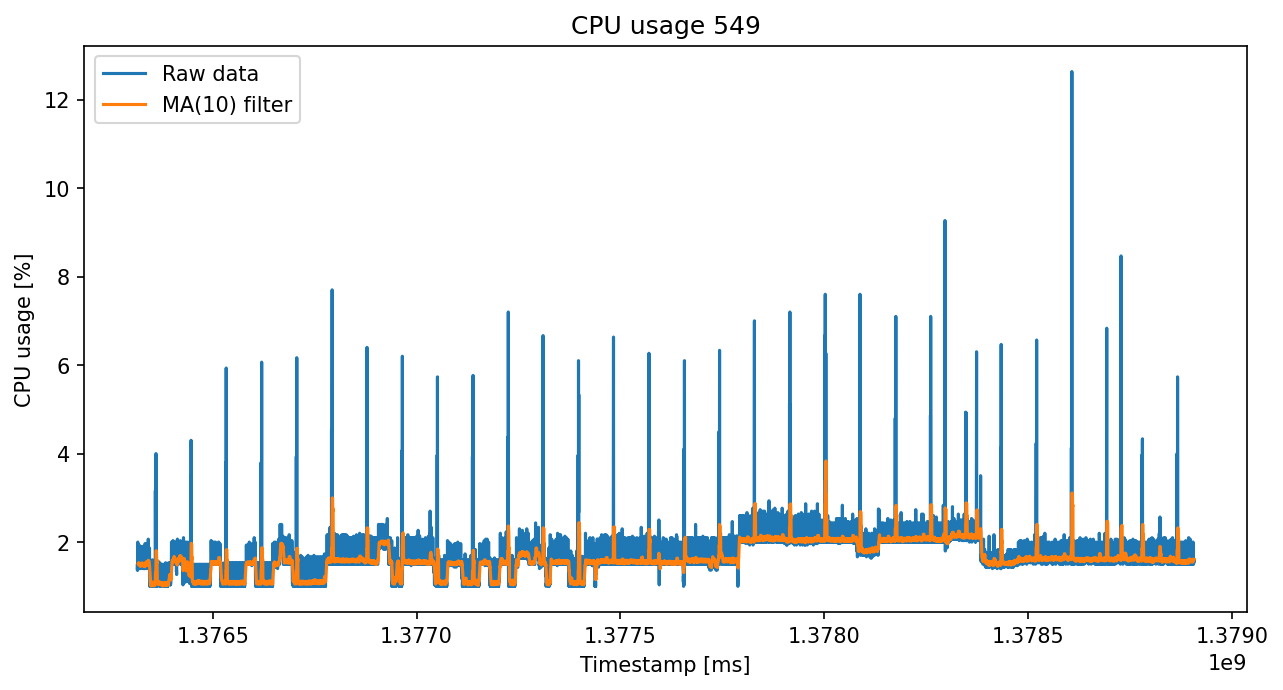 CPU usage 549
Raw data
MA(10) filter
12
10
8
6
4
2
CPU usage [%]
1.3765 1.3770 1.3775 1.3780 1.3785 1.3790
1e9
Timestamp [ms]